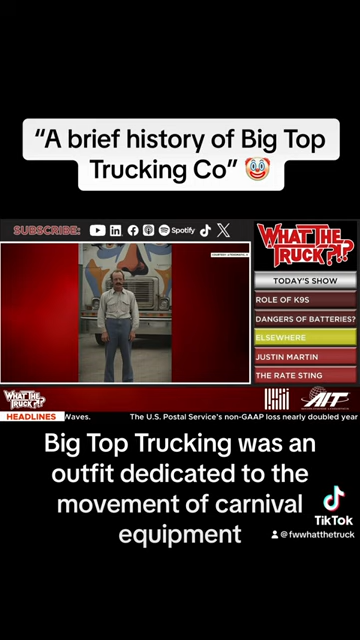 “A brief history of Big Top
Trucking Co” 🤡
SUBSCRIBE:
Spotify
WHAT THE
TRUCK?!?
TODAY'S SHOW
ROLE OF K9S
DANGERS OF BATTERIES?
ELSEWHERE
JUSTIN MARTIN
THE RATE STING
WHAT THE
TRUCK?!?
AIT
HEADLINES
Waves. The U.S. Postal Service's non-GAAP loss nearly doubled year
Big Top Trucking was an
outfit dedicated to the
movement of carnival
equipment
TikTok
@fwwhatthetruck